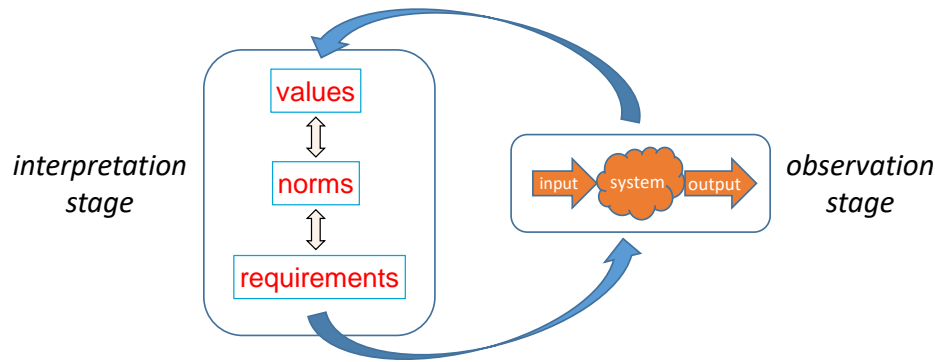 interpretation
stage
values
norms
requirements
input
system
output
observation
stage